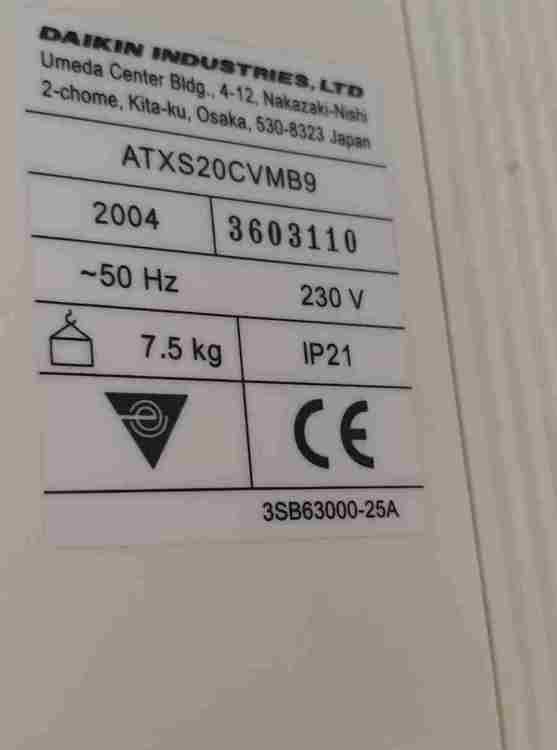 DAIKIN INDUSTRIES, LTD
Umeda Center Bldg., 4-12, Nakazaki-Nishi
2-chome, Kita-ku, Osaka, 530-8323 Japan
ATXS20CVMB9
2004 3603110
~50 Hz 230 V
7.5 kg IP21
e CE
3SB63000-25A